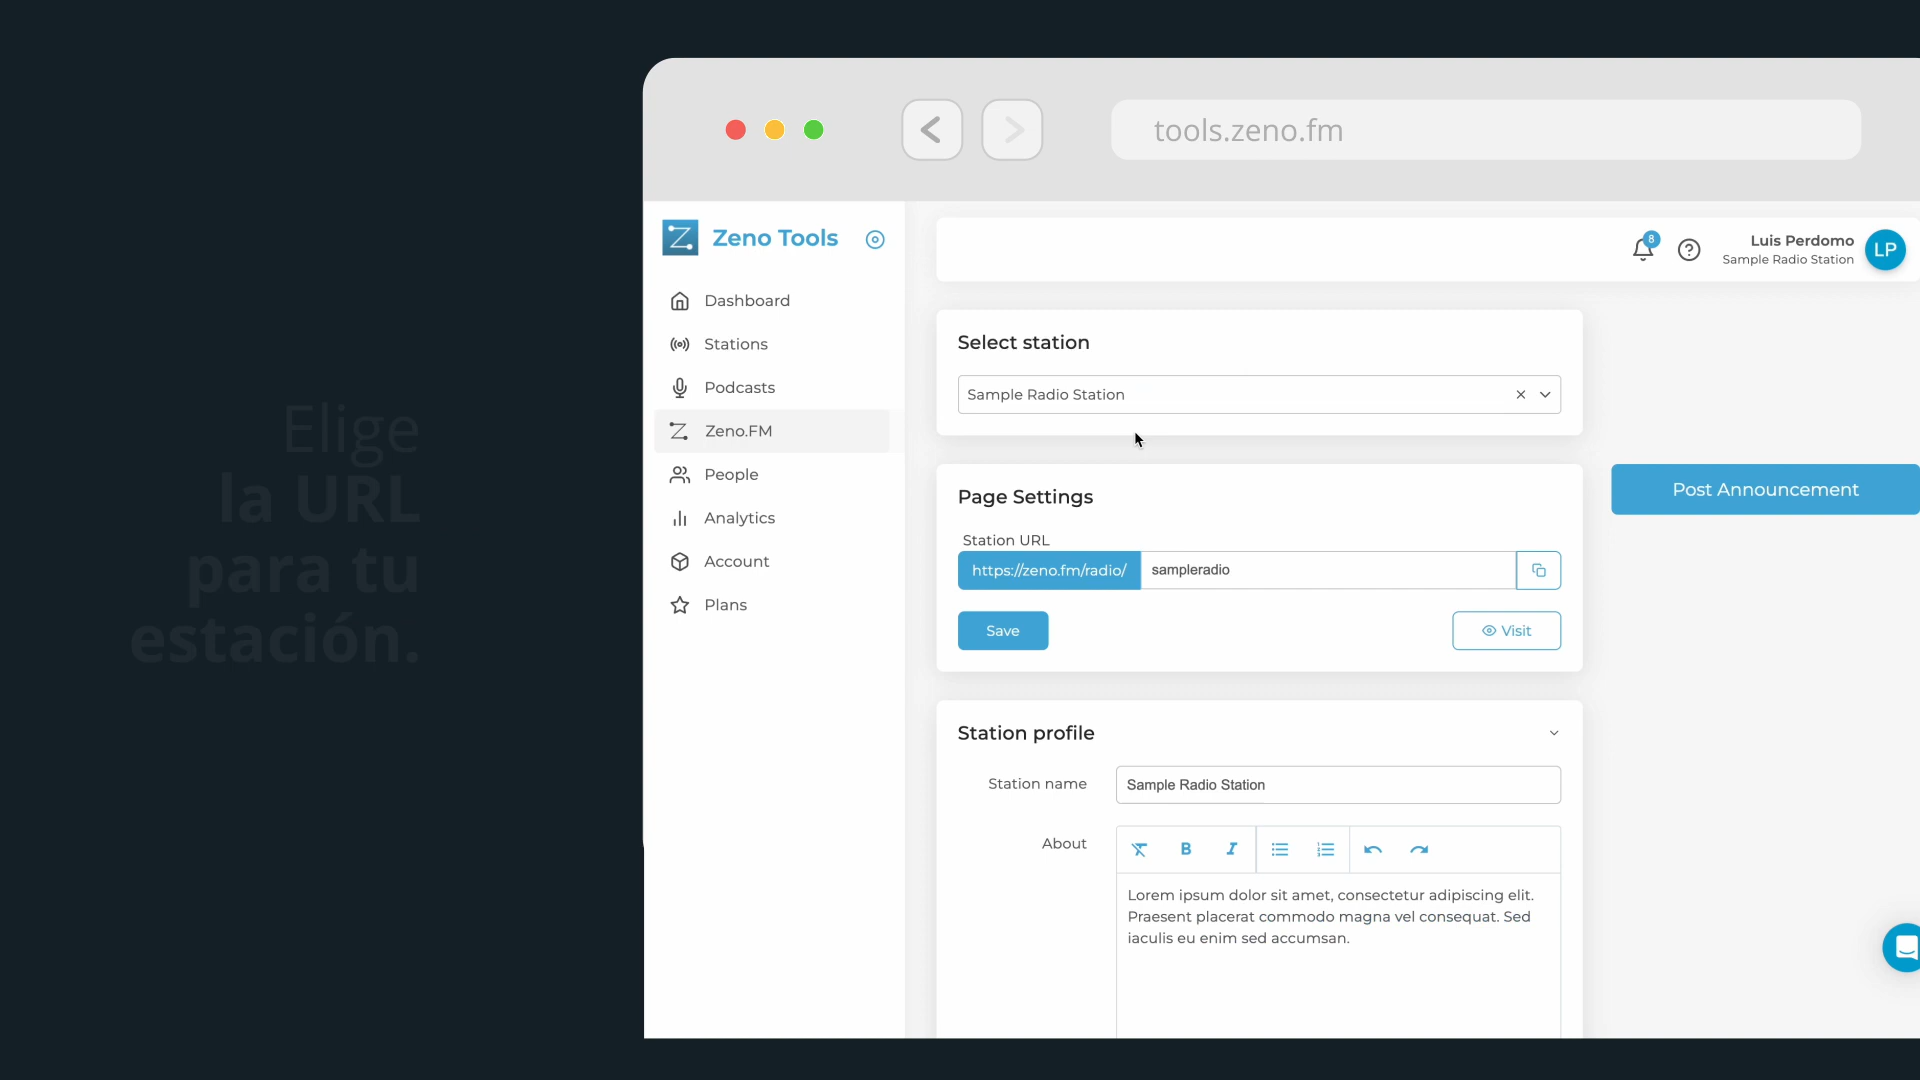 Elige
la URL
para tu
estación.
tools.zeno.fm
Zeno Tools
Dashboard
Stations
Podcasts
Zeno.FM
People
Analytics
Account
Plans
8
Luis Perdomo
Sample Radio Station
LP
Select station
Sample Radio Station
Page Settings
Station URL
https://zeno.fm/radio/ sampleradio
Save
Visit
Post Announcement
Station profile
Station name
Sample Radio Station
About
B I
Lorem ipsum dolor sit amet, consectetur adipiscing elit.
Praesent placerat commodo magna vel consequat. Sed
iaculis eu enim sed accumsan.